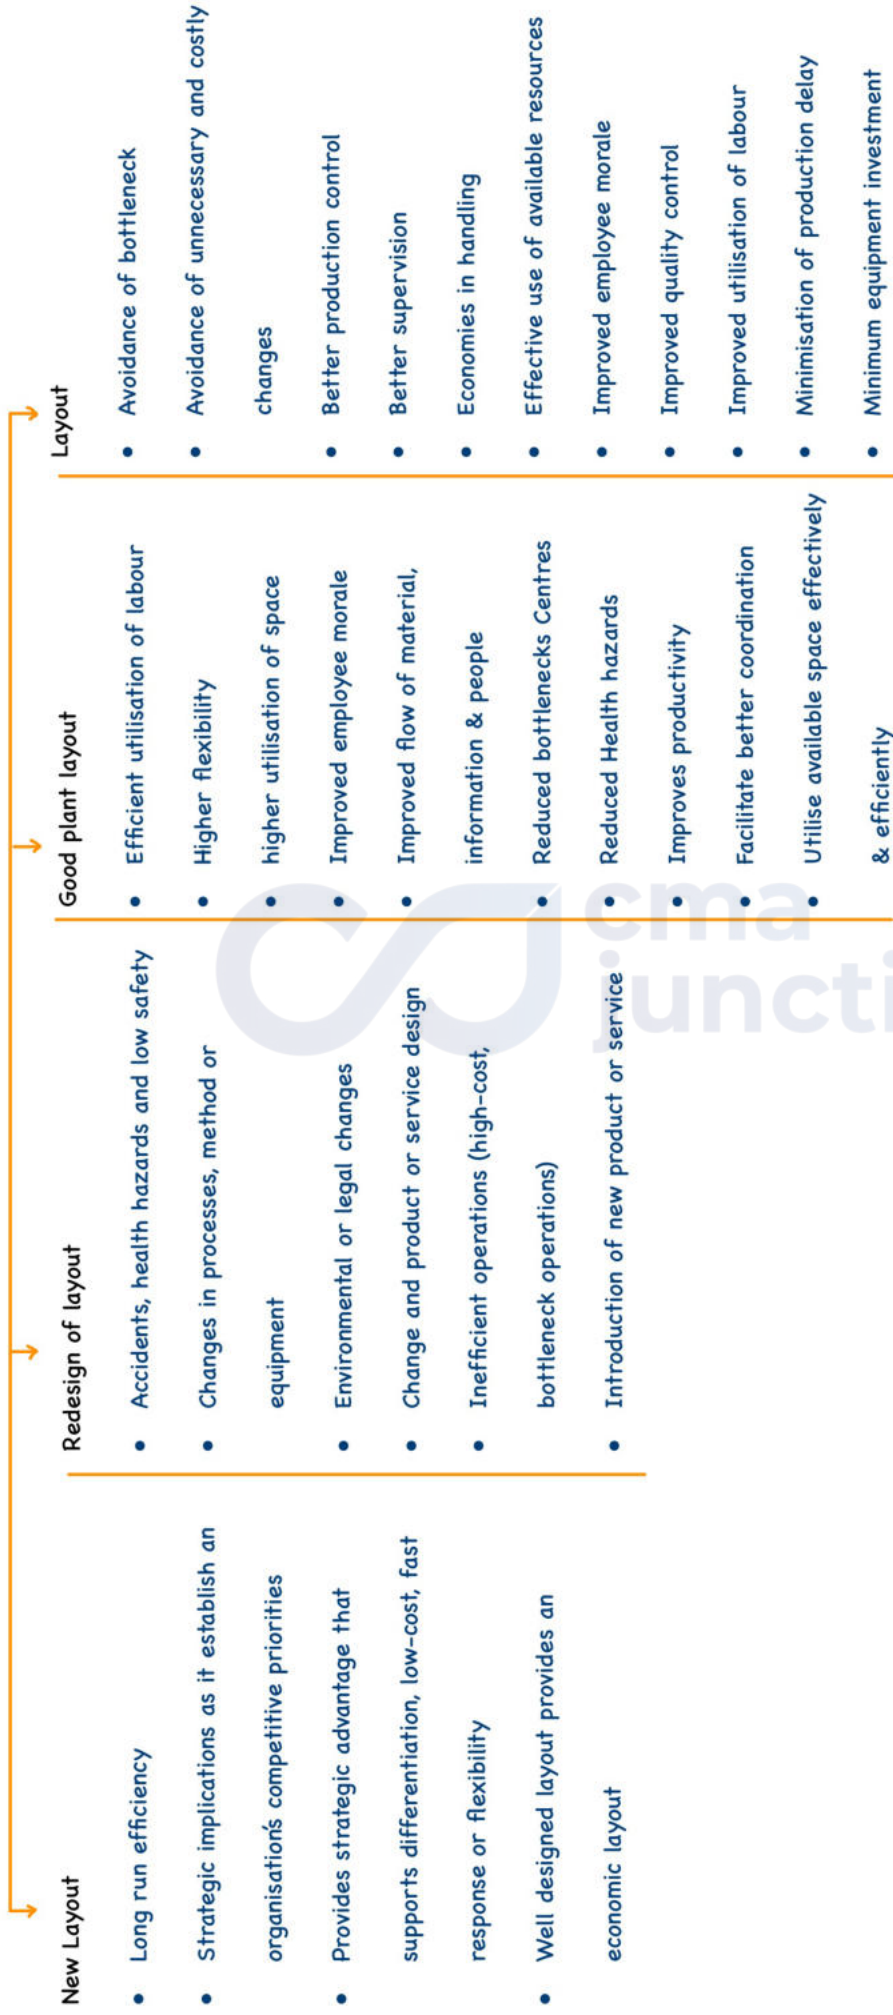 New Layout
Long run efficiency
Strategic implications as it establish an
organisation's competitive priorities
Provides strategic advantage that
supports differentiation, low-cost, fast
response or flexibility
Well designed layout provides an
economic layout
Redesign of layout
Accidents, health hazards and low safety
Changes in processes, method or
equipment
Environmental or legal changes
Change and product or service design
Inefficient operations (high-cost,
bottleneck operations)
Introduction of new product or service
Good plant layout
Efficient utilisation of labour
Higher flexibility
higher utilisation of space
Improved employee morale
Improved flow of material,
information & people
Reduced bottlenecks Centres
Reduced Health hazards
Improves productivity
Facilitate better coordination
Utilise available space effectively
& efficiently
Layout
Avoidance of bottleneck
Avoidance of unnecessary and costly
changes
Better production control
Better supervision
Economies in handling
Effective use of available resources
Improved employee morale
Improved quality control
Improved utilisation of labour
Minimisation of production delay
Minimum equipment investment
cma
juncti